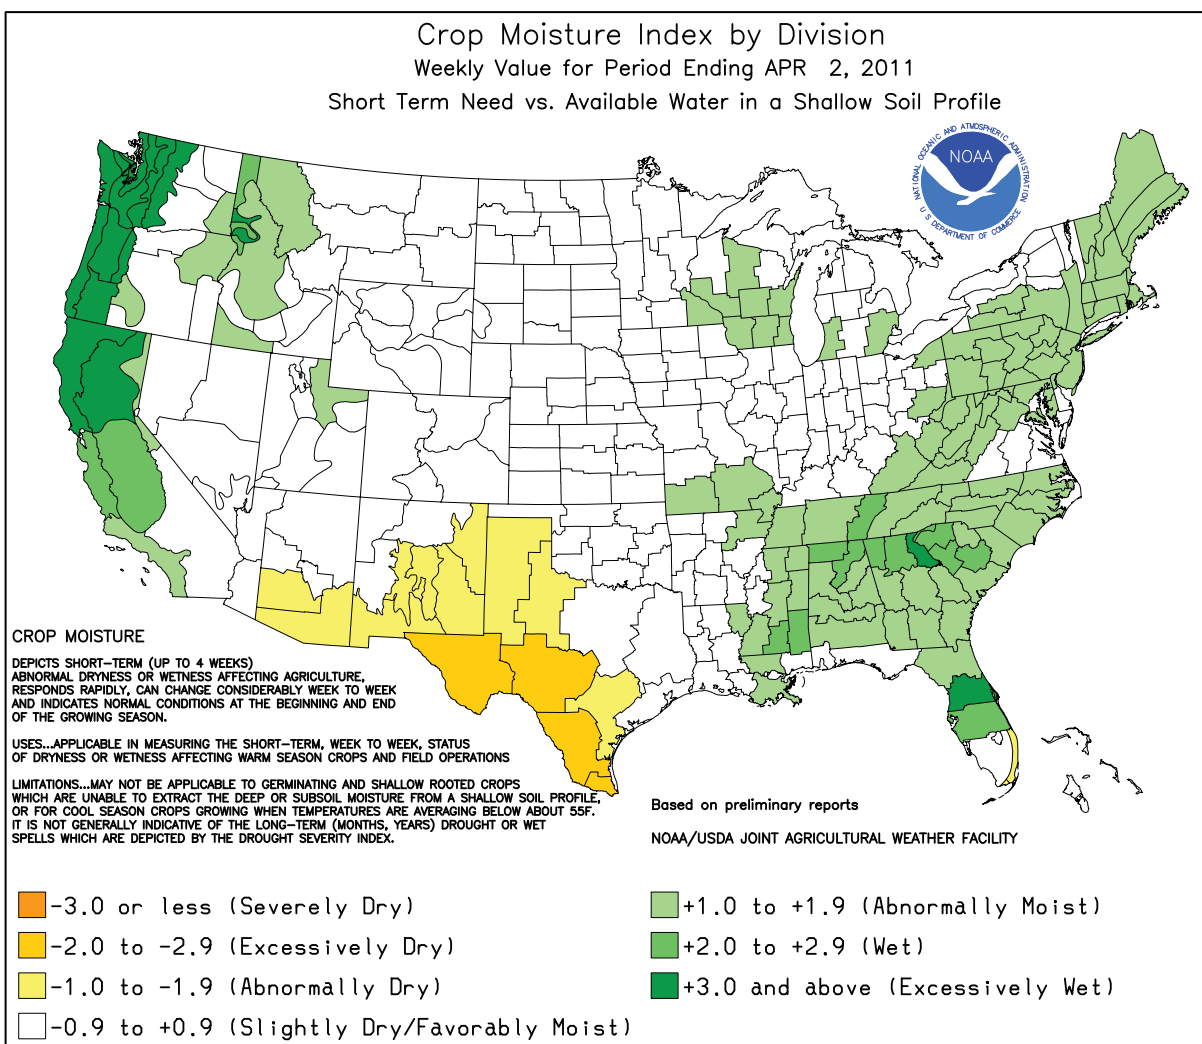 Crop Moisture Index by Division
Weekly Value for Period Ending APR 2, 2011
Short Term Need vs. Available Water in a Shallow Soil Profile
NATIONAL OCEANIC AND ATMOSPHERIC ADMINISTRATION
NOAA
U S DEPARTMENT OF COMMERCE
CROP MOISTURE
DEPICTS SHORT-TERM (UP TO 4 WEEKS)
ABNORMAL DRYNESS OR WETNESS AFFECTING AGRICULTURE,
RESPONDS RAPIDLY, CAN CHANGE CONSIDERABLY WEEK TO WEEK
AND INDICATES NORMAL CONDITIONS AT THE BEGINNING AND END
OF THE GROWING SEASON.
USES...APPLICABLE IN MEASURING THE SHORT-TERM, WEEK TO WEEK, STATUS
OF DRYNESS OR WETNESS AFFECTING WARM SEASON CROPS AND FIELD OPERATIONS
LIMITATIONS...MAY NOT BE APPLICABLE TO GERMINATING AND SHALLOW ROOTED CROPS
WHICH ARE UNABLE TO EXTRACT THE DEEP OR SUBSOIL MOISTURE FROM A SHALLOW SOIL PROFILE,
OR FOR COOL SEASON CROPS GROWING WHEN TEMPERATURES ARE AVERAGING BELOW ABOUT 55F.
IT IS NOT GENERALLY INDICATIVE OF THE LONG-TERM (MONTHS, YEARS) DROUGHT OR WET
SPELLS WHICH ARE DEPICTED BY THE DROUGHT SEVERITY INDEX.
Based on preliminary reports
NOAA/USDA JOINT AGRICULTURAL WEATHER FACILITY
-3.0 or less (Severely Dry)
-2.0 to -2.9 (Excessively Dry)
-1.0 to -1.9 (Abnormally Dry)
-0.9 to +0.9 (Slightly Dry/Favorably Moist)
+1.0 to +1.9 (Abnormally Moist)
+2.0 to +2.9 (Wet)
+3.0 and above (Excessively Wet)